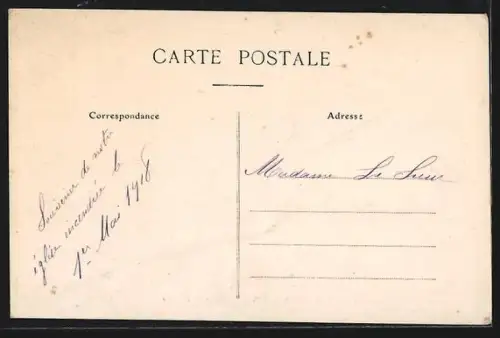 CARTE POSTALE
Correspondance
Adresse
Souvenir de notre
église incendiée le
1er Mai 1918
Madame Le Sueur